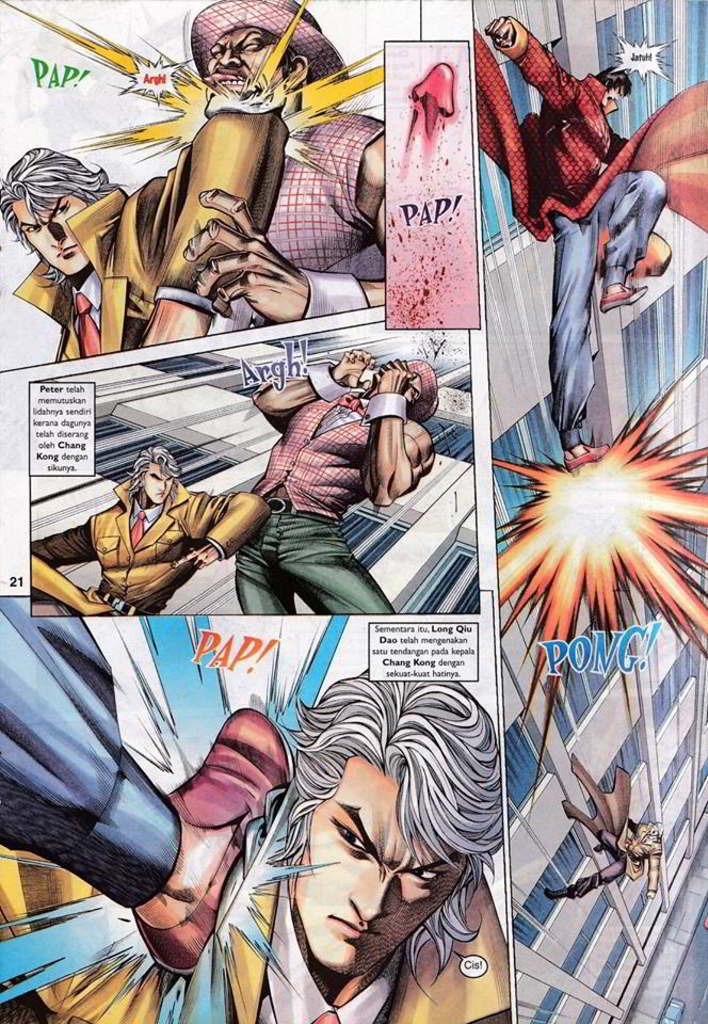 PAP!
Argh!
PAP!
Jatuh!
Argh!
Peter telah
memutuskan
lidahnya sendiri
kerana dagunya
telah diserang
oleh Chang
Kong dengan
sikunya.
21
PAP!
Sementara itu, Long Qiu
Dao telah mengenakan
satu tendangan pada kepala
Chang Kong dengan
sekuat-kuat hatinya.
Cis!
PONG!